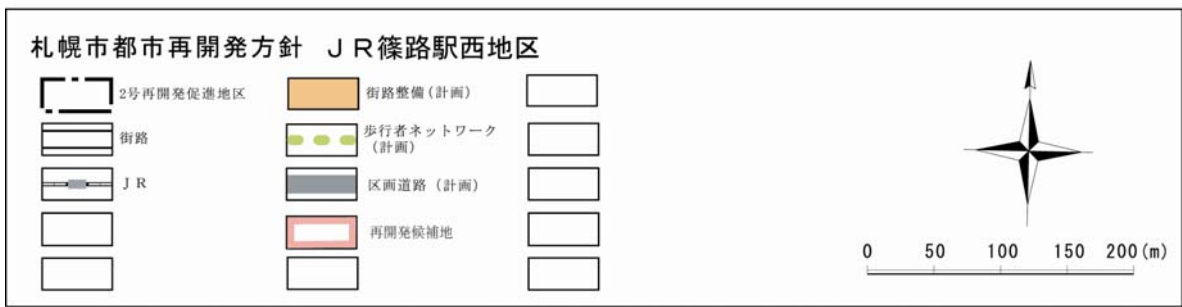 札幌市都市再開発方針 ＪＲ篠路駅西地区
2号再開発促進地区
街路
ＪＲ
街路整備(計画)
歩行者ネットワーク
(計画)
区画道路（計画）
再開発候補地
0 50 100 150 200(m)